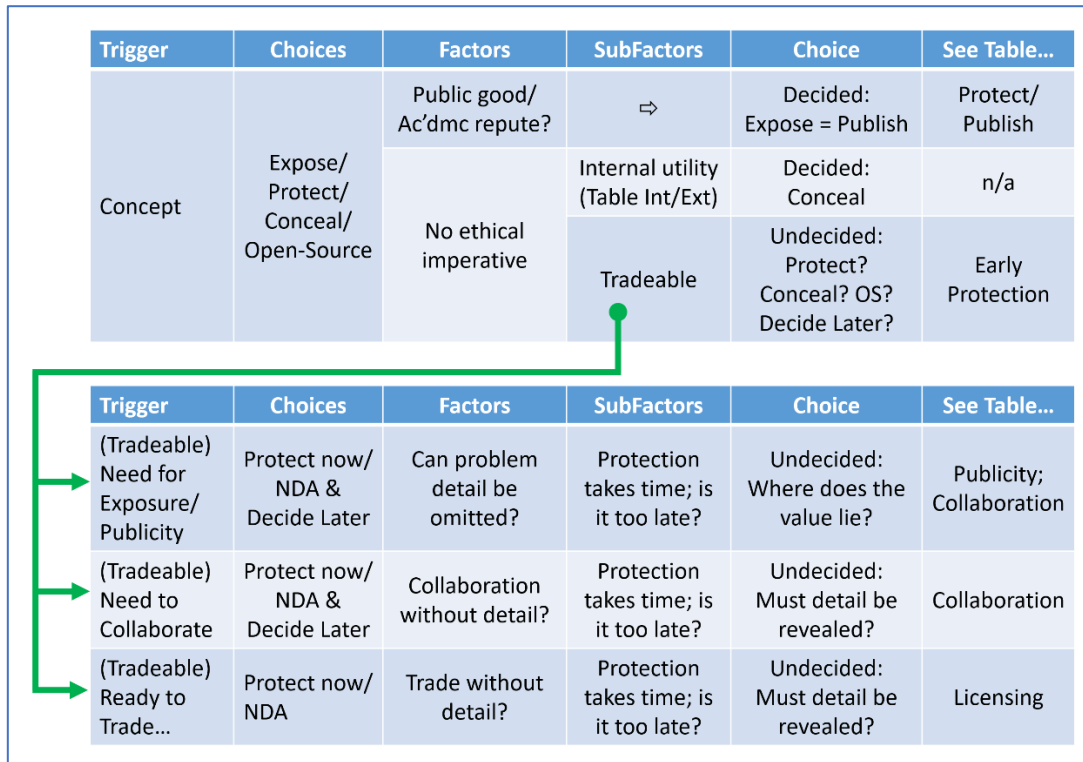 Trigger Choices Factors SubFactors Choice See Table…
Concept
Expose/
Protect/
Conceal/
Open-Source
Public good/
Ac’dmc repute?
⇨
Decided:
Expose = Publish
Protect/
Publish
No ethical
imperative
Internal utility
(Table Int/Ext)
Decided:
Conceal
n/a
Tradeable
Undecided:
Protect?
Conceal? OS?
Decide Later?
Early
Protection
Trigger Choices Factors SubFactors Choice See Table…
(Tradeable)
Need for
Exposure/
Publicity
Protect now/
NDA &
Decide Later
Can problem
detail be
omitted?
Protection
takes time; is
it too late?
Undecided:
Where does the
value lie?
Publicity;
Collaboration
(Tradeable)
Need to
Collaborate
Protect now/
NDA &
Decide Later
Collaboration
without detail?
Protection
takes time; is
it too late?
Undecided:
Must detail be
revealed?
Collaboration
(Tradeable)
Ready to
Trade…
Protect now/
NDA
Trade without
detail?
Protection
takes time; is
it too late?
Undecided:
Must detail be
revealed?
Licensing